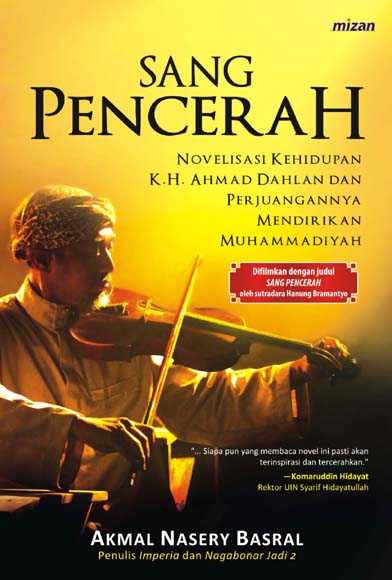 mizan
SANG
PENCERAH
NOVELISASI KEHIDUPAN
K.H. AHMAD DAHLAN DAN
PERJUANGANNYA
MENDIRIKAN
MUHAMMADIYAH
Difilmkan dengan judul
SANG PENCERAH
oleh sutradara Hanung Bramantyo
"... Siapa pun yang membaca novel ini pasti akan
terinspirasi dan tercerahkan."
—Komaruddin Hidayat
Rektor UIN Syarif Hidayatullah
AKMAL NASERY BASRAL
Penulis Imperia dan Nagabonar Jadi 2